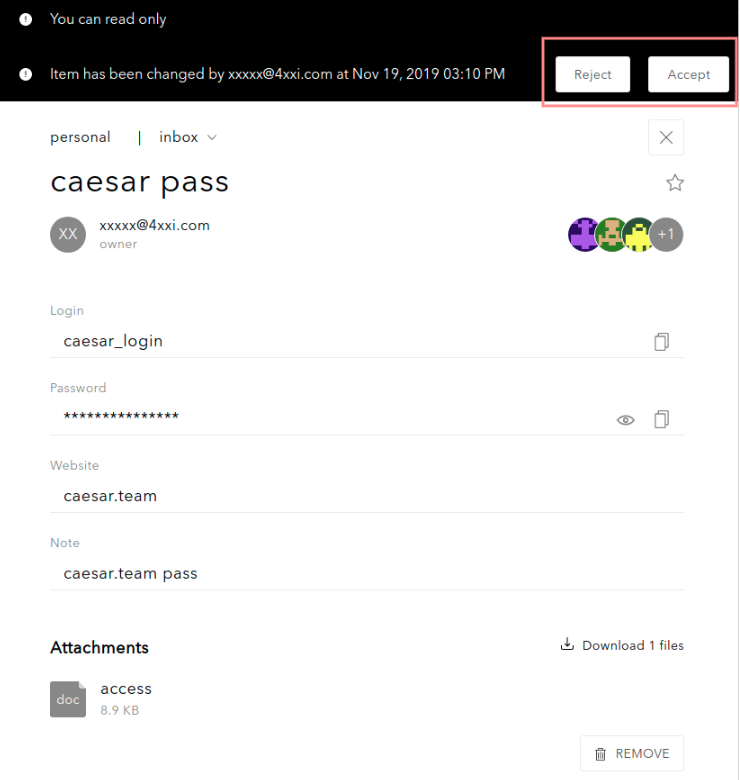 You can read only
Item has been changed by xxxxx@4xxi.com at Nov 19, 2019 03:10 PM
Reject
Accept
personal | inbox
caesar pass
XX
xxxxx@4xxi.com
owner
+1
Login
caesar_login
Password
***************
Website
caesar.team
Note
caesar.team pass
Attachments
Download 1 files
doc
access
8.9 KB
REMOVE